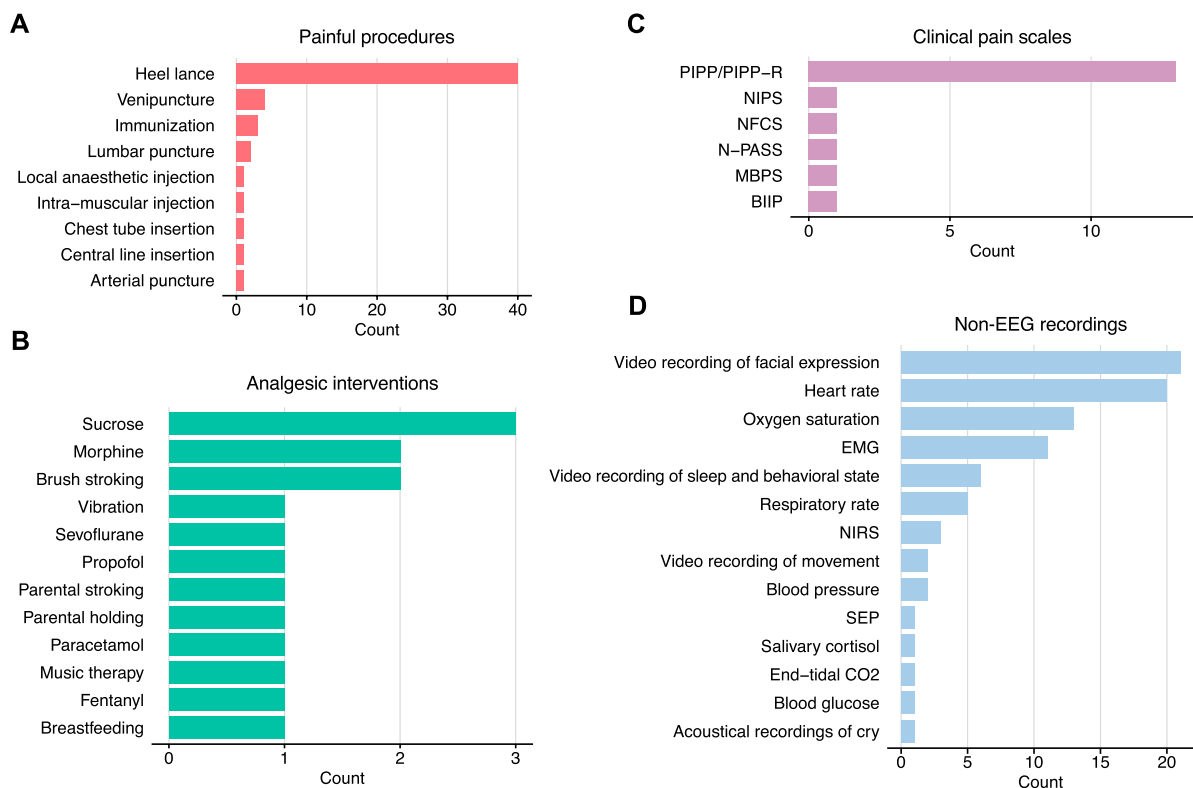 A
Painful procedures
Heel lance
Venipuncture
Immunization
Lumbar puncture
Local anaesthetic injection
Intra−muscular injection
Chest tube insertion
Central line insertion
Arterial puncture
0 10 20 30 40
Count
B
Analgesic interventions
Sucrose
Morphine
Brush stroking
Vibration
Sevoflurane
Propofol
Parental stroking
Parental holding
Paracetamol
Music therapy
Fentanyl
Breastfeeding
0 1 2 3
Count
C
Clinical pain scales
PIPP/PIPP−R
NIPS
NFCS
N−PASS
MBPS
BIIP
0 5 10
Count
D
Non-EEG recordings
Video recording of facial expression
Heart rate
Oxygen saturation
EMG
Video recording of sleep and behavioral state
Respiratory rate
NIRS
Video recording of movement
Blood pressure
SEP
Salivary cortisol
End−tidal CO2
Blood glucose
Acoustical recordings of cry
0 5 10 15 20
Count